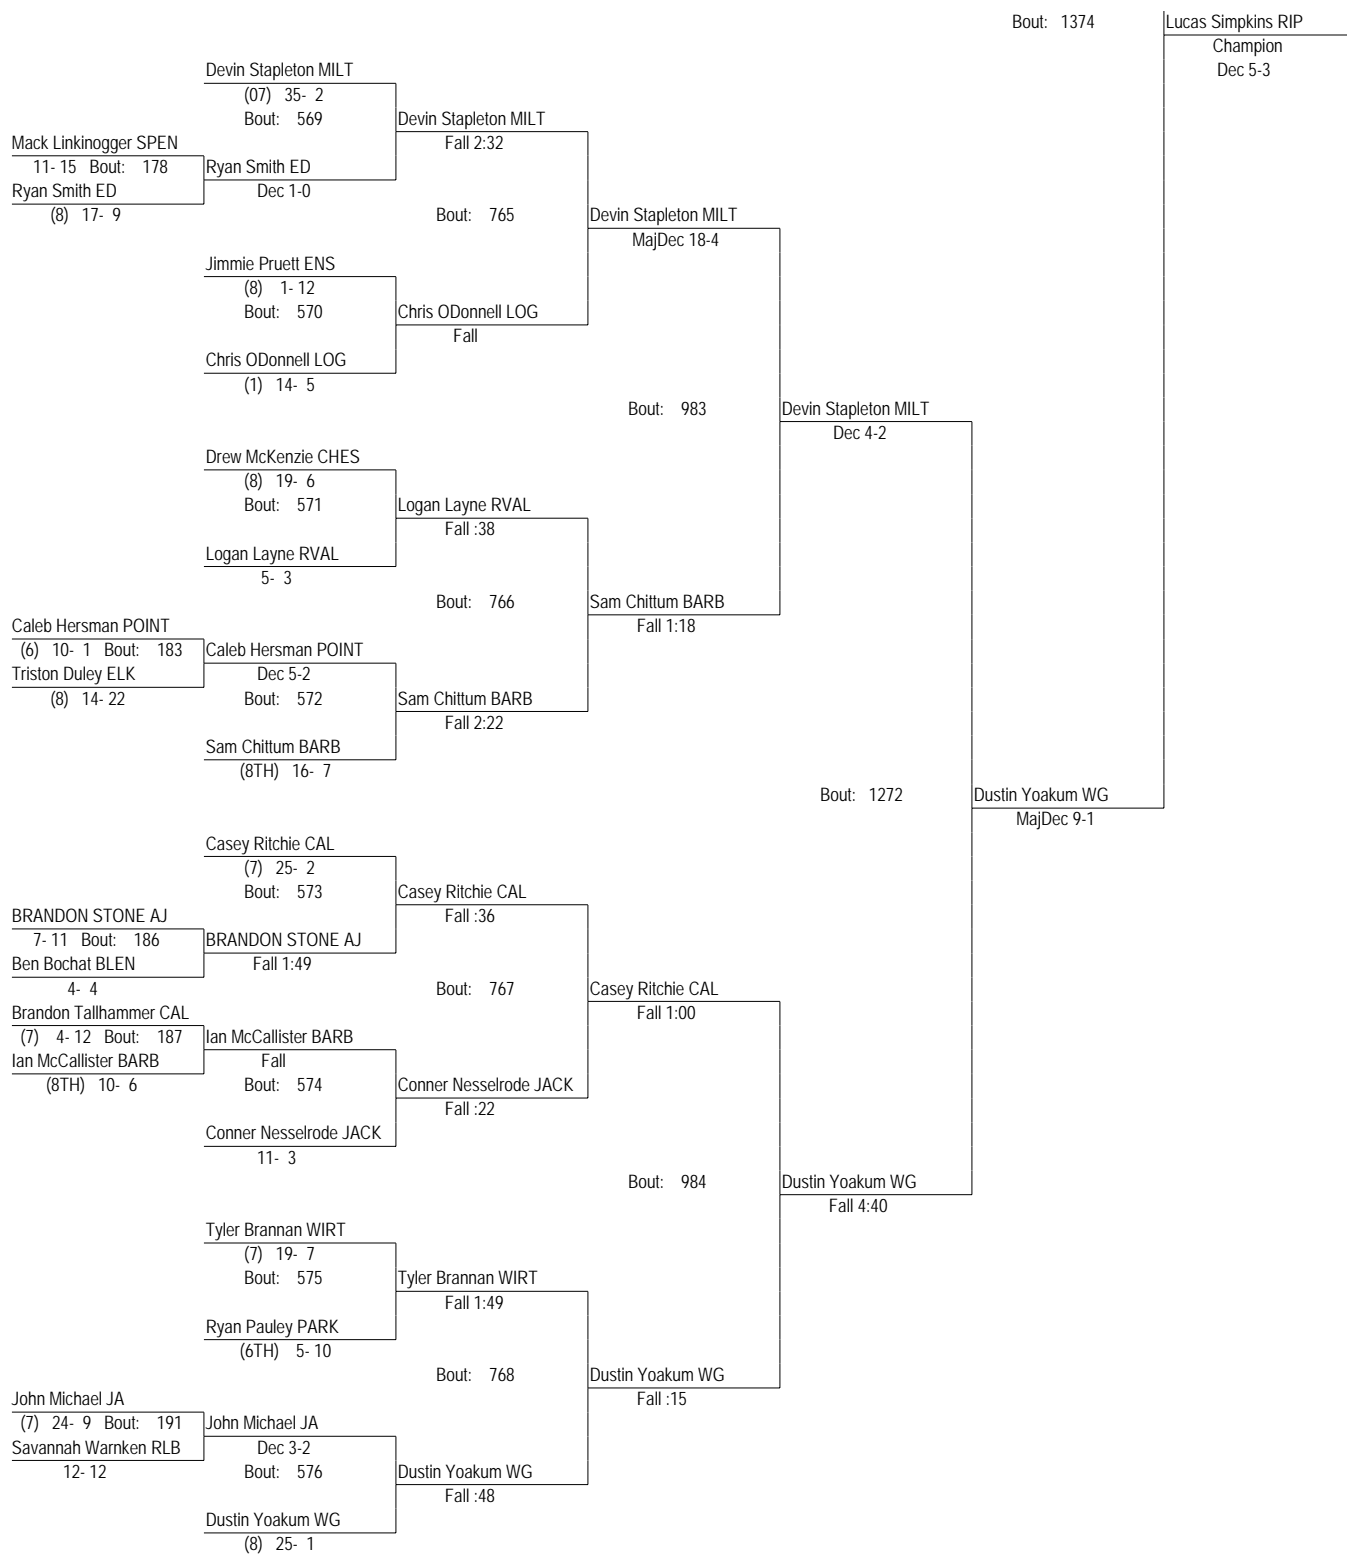 Bout: 1374 Lucas Simpkins RIP
Champion
Devin Stapleton MILT Dec 5-3
(07) 35- 2
Bout: 569 Devin Stapleton MILT
Mack Linkinogger SPEN Fall 2:32
11- 15 Bout: 178 Ryan Smith ED
Ryan Smith ED Dec 1-0
(8) 17- 9 Bout: 765 Devin Stapleton MILT
MajDec 18-4
Jimmie Pruett ENS
(8) 1- 12
Bout: 570 Chris ODonnell LOG
Fall
Chris ODonnell LOG
(1) 14- 5
Bout: 983 Devin Stapleton MILT
Dec 4-2
Drew McKenzie CHES
(8) 19- 6
Bout: 571 Logan Layne RVAL
Fall :38
Logan Layne RVAL
5- 3
Bout: 766 Sam Chittum BARB
Caleb Hersman POINT Fall 1:18
(6) 10- 1 Bout: 183 Caleb Hersman POINT
Triston Duley ELK Dec 5-2
(8) 14- 22 Bout: 572 Sam Chittum BARB
Fall 2:22
Sam Chittum BARB
(8TH) 16- 7
Bout: 1272 Dustin Yoakum WG
MajDec 9-1
Casey Ritchie CAL
(7) 25- 2
Bout: 573 Casey Ritchie CAL
BRANDON STONE AJ Fall :36
7- 11 Bout: 186 BRANDON STONE AJ
Ben Bochat BLEN Fall 1:49
4- 4 Bout: 767 Casey Ritchie CAL
Brandon Tallhammer CAL Fall 1:00
(7) 4- 12 Bout: 187 Ian McCallister BARB
Ian McCallister BARB Fall
(8TH) 10- 6 Bout: 574 Conner Nesselrode JACK
Fall :22
Conner Nesselrode JACK
11- 3
Bout: 984 Dustin Yoakum WG
Fall 4:40
Tyler Brannan WIRT
(7) 19- 7
Bout: 575 Tyler Brannan WIRT
Fall 1:49
Ryan Pauley PARK
(6TH) 5- 10
Bout: 768 Dustin Yoakum WG
John Michael JA Fall :15
(7) 24- 9 Bout: 191 John Michael JA
Savannah Warnken RLB Dec 3-2
12- 12 Bout: 576 Dustin Yoakum WG
Fall :48
Dustin Yoakum WG
(8) 25- 1